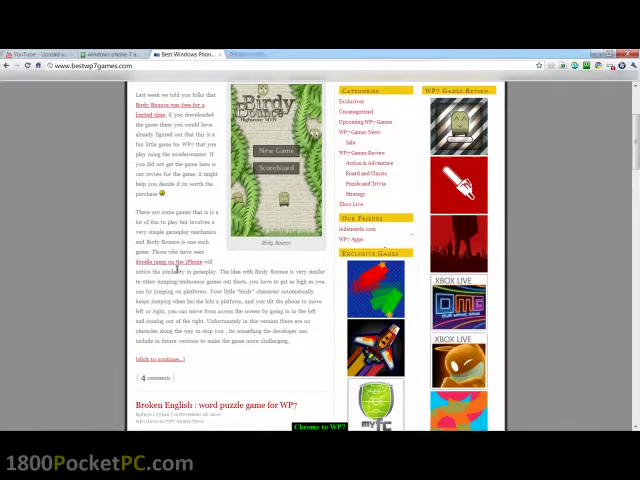 YouTube - Upload v...
windows phone 7 a...
Best Windows Phon...
www.bestwp7games.com
Last week we told you folks that
Birdy Bounce was free for a
limited time, if you downloaded
the game then you would have
already figured out that this is a
fun little game for WP7 that you
play using the accelerometer. If
you did not get the game here is
our review for the game, it might
help you decide if its worth the
purchase
There are some games that is is a
lot of fun to play but involves a
very simple gameplay mechanics
and Birdy Bounce is one such
game. Those who have seen
doodle jump on the iPhone will
notice the similarity in gameplay. The idea with Birdy Bounce is very similar
to other jumping/endurance games out there, you have to get as high as you
can by jumping on platforms. Your little "birdy" character automatically
keeps jumping when he/she hits a platform, and you tilt the phone to move
left or right, you can move from across the screen by going in to the left
and coming out of the right. Unfortunately in this version there are no
obstacles along the way to stop you , its something the developer can
include in future versions to make the game more challenging.
[click to continue…]
{ 4 comments }
Broken English : word puzzle game for WP7
Birdy
Bounce
New Game
Scoreboard
Birdy Bounce
Categories
Exclusives
Uncategorized
Upcoming WP7 Games
WP7 Games News
Sale
WP7 Games Review
Action & Adventure
Board and Classic
Puzzle and Trivia
Strategy
Xbox Live
Our Friends
indienerds.com
WP7 Apps
Exclusive Games
myfc
WP7 Games Review
XBOX LIVE
OMG
XBOX LIVE
Chrome to WP7
1800PocketPC.com